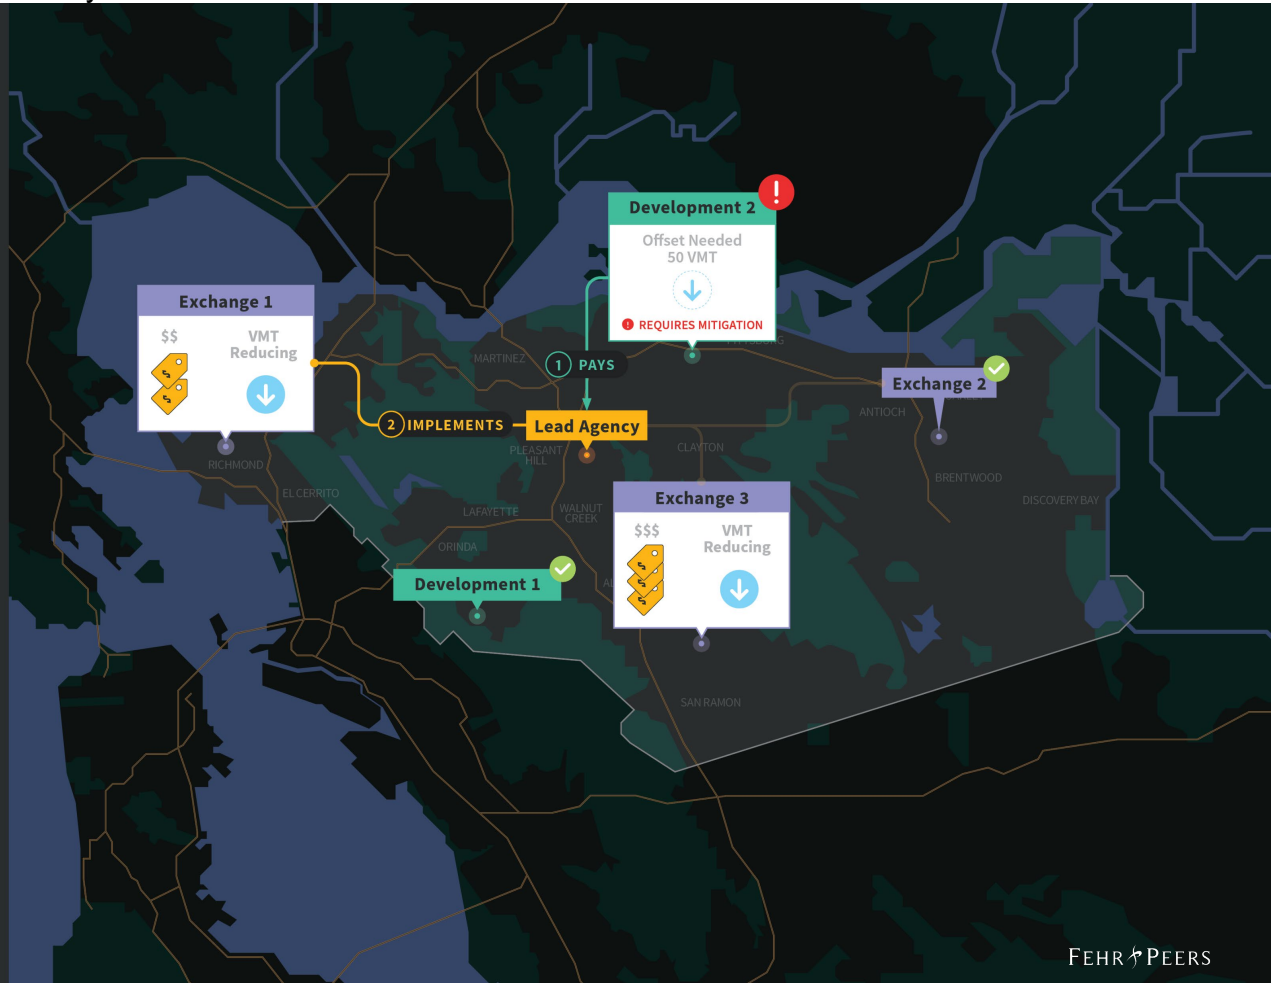 Development 2
Offset Needed
50 VMT
REQUIRES MITIGATION
Exchange 1
$$
VMT
Reducing
MARTINEZ
1 PAYS
Exchange 2
2 IMPLEMENTS
Lead Agency
ANTIOCH
PLEASANT
HILL
CLAYTON
RICHMOND
BRENTWOOD
EL CERRITO
Exchange 3
DISCOVERY BAY
LAFAYETTE
WALNUT
CREEK
$$$
VMT
Reducing
ORINDA
Development 1
SAN RAMON
FEHR PEERS